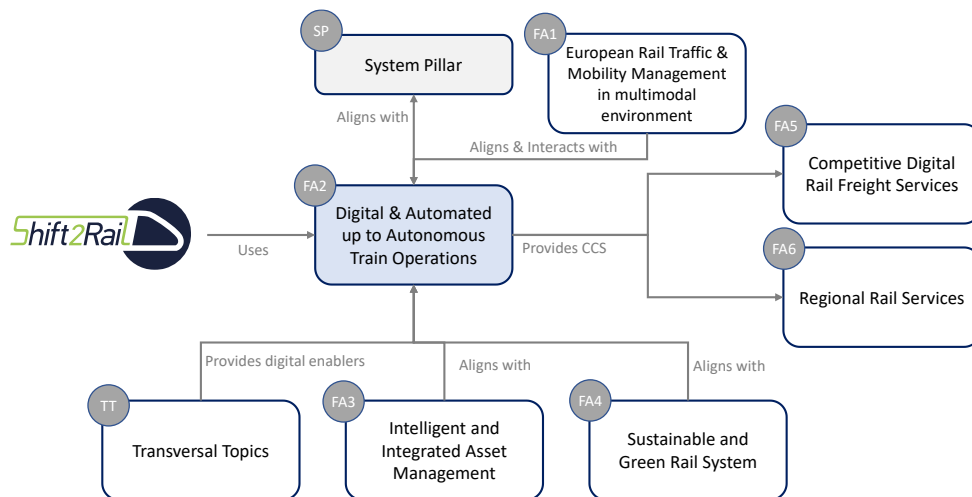 SP
System Pillar
FA1
European Rail Traffic &
Mobility Management
in multimodal
environment
Aligns with
Aligns & Interacts with
FA5
Competitive Digital
Rail Freight Services
FA2
Digital & Automated
up to Autonomous
Train Operations
Shift2Rail
Uses
Provides CCS
FA6
Regional Rail Services
Provides digital enablers
Aligns with
Aligns with
TT
Transversal Topics
FA3
Intelligent and
Integrated Asset
Management
FA4
Sustainable and
Green Rail System